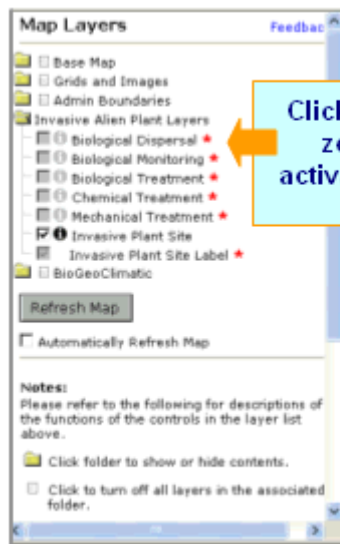 Map Layers Feedbac
Base Map
Grids and Images
Admin Boundaries
Invasive Alien Plant Layers
Biological Dispersal *
Biological Monitoring *
Biological Treatment *
Chemical Treatment *
Mechanical Treatment *
Invasive Plant Site
Invasive Plant Site Label *
BioGeoClimatic
Clic
z
activ
Refresh Map
Automatically Refresh Map
Notes:
Please refer to the following for descriptions of
the functions of the controls in the layer list
above.
Click folder to show or hide contents.
Click to turn off all layers in the associated
folder.